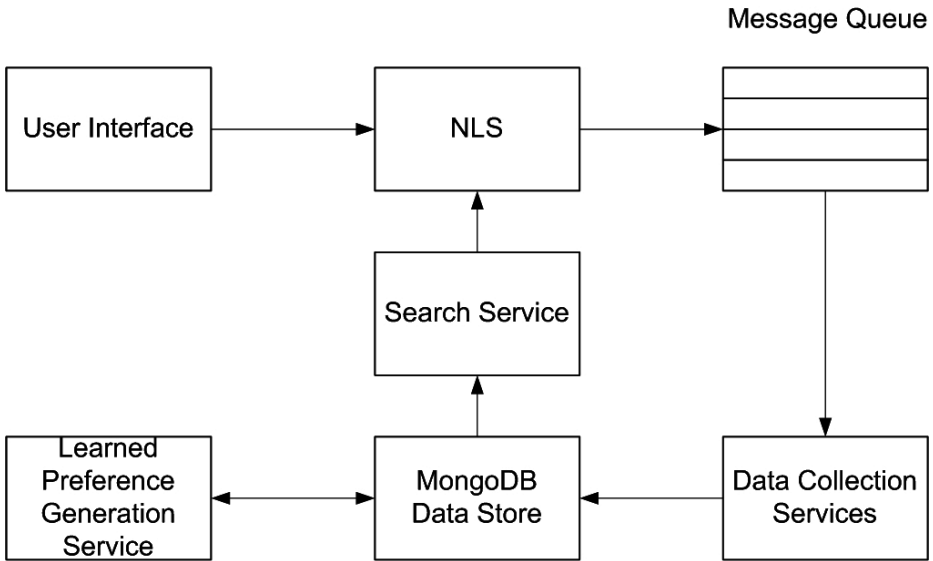 Message Queue
User Interface
NLS
Search Service
Learned
Preference
Generation
Service
MongoDB
Data Store
Data Collection
Services